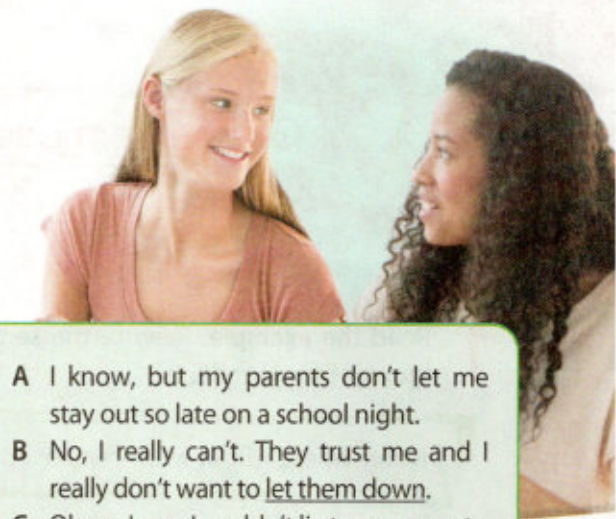 A I know, but my parents don't let me
stay out so late on a school night.
B No, I really can't. They trust me and I
really don't want to let them down.